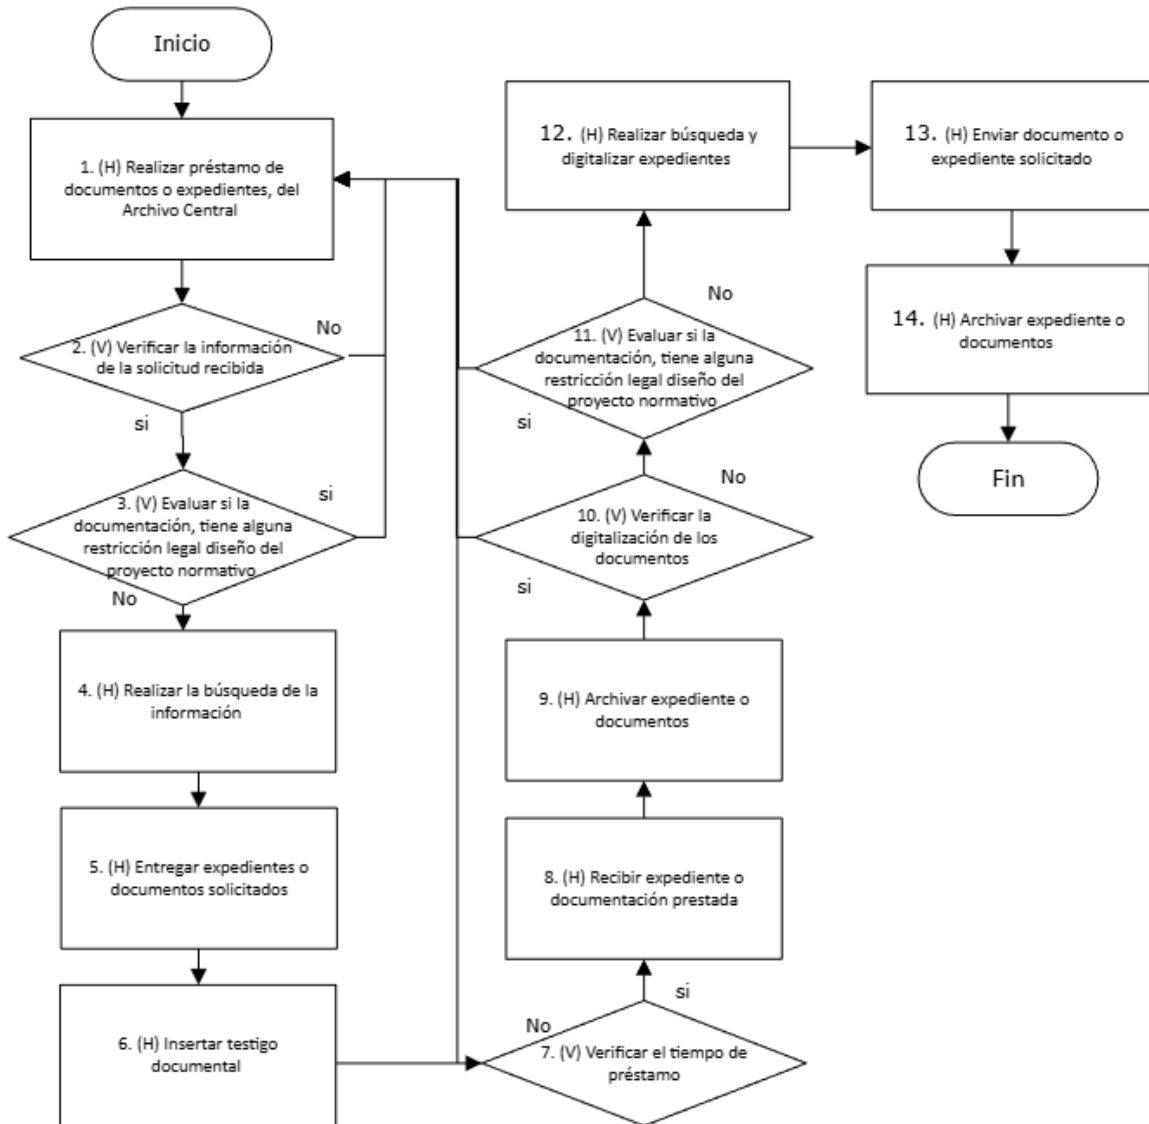 Inicio
1. (H) Realizar préstamo de
documentos o expedientes, del
Archivo Central
No
2. (V) Verificar la información
de la solicitud recibida
si
si
3. (V) Evaluar si la
documentación, tiene alguna
restricción legal diseño del
proyecto normativo
No
4. (H) Realizar la búsqueda de la
información
5. (H) Entregar expedientes o
documentos solicitados
6. (H) Insertar testigo
documental
No
si
7. (V) Verificar el tiempo de
préstamo
8. (H) Recibir expediente o
documentación prestada
9. (H) Archivar expediente o
documentos
No
10. (V) Verificar la
digitalización de los
documentos
si
No
11. (V) Evaluar si la
documentación, tiene alguna
restricción legal diseño del
proyecto normativo
si
12. (H) Realizar búsqueda y
digitalizar expedientes
13. (H) Enviar documento o
expediente solicitado
14. (H) Archivar expediente o
documentos
Fin